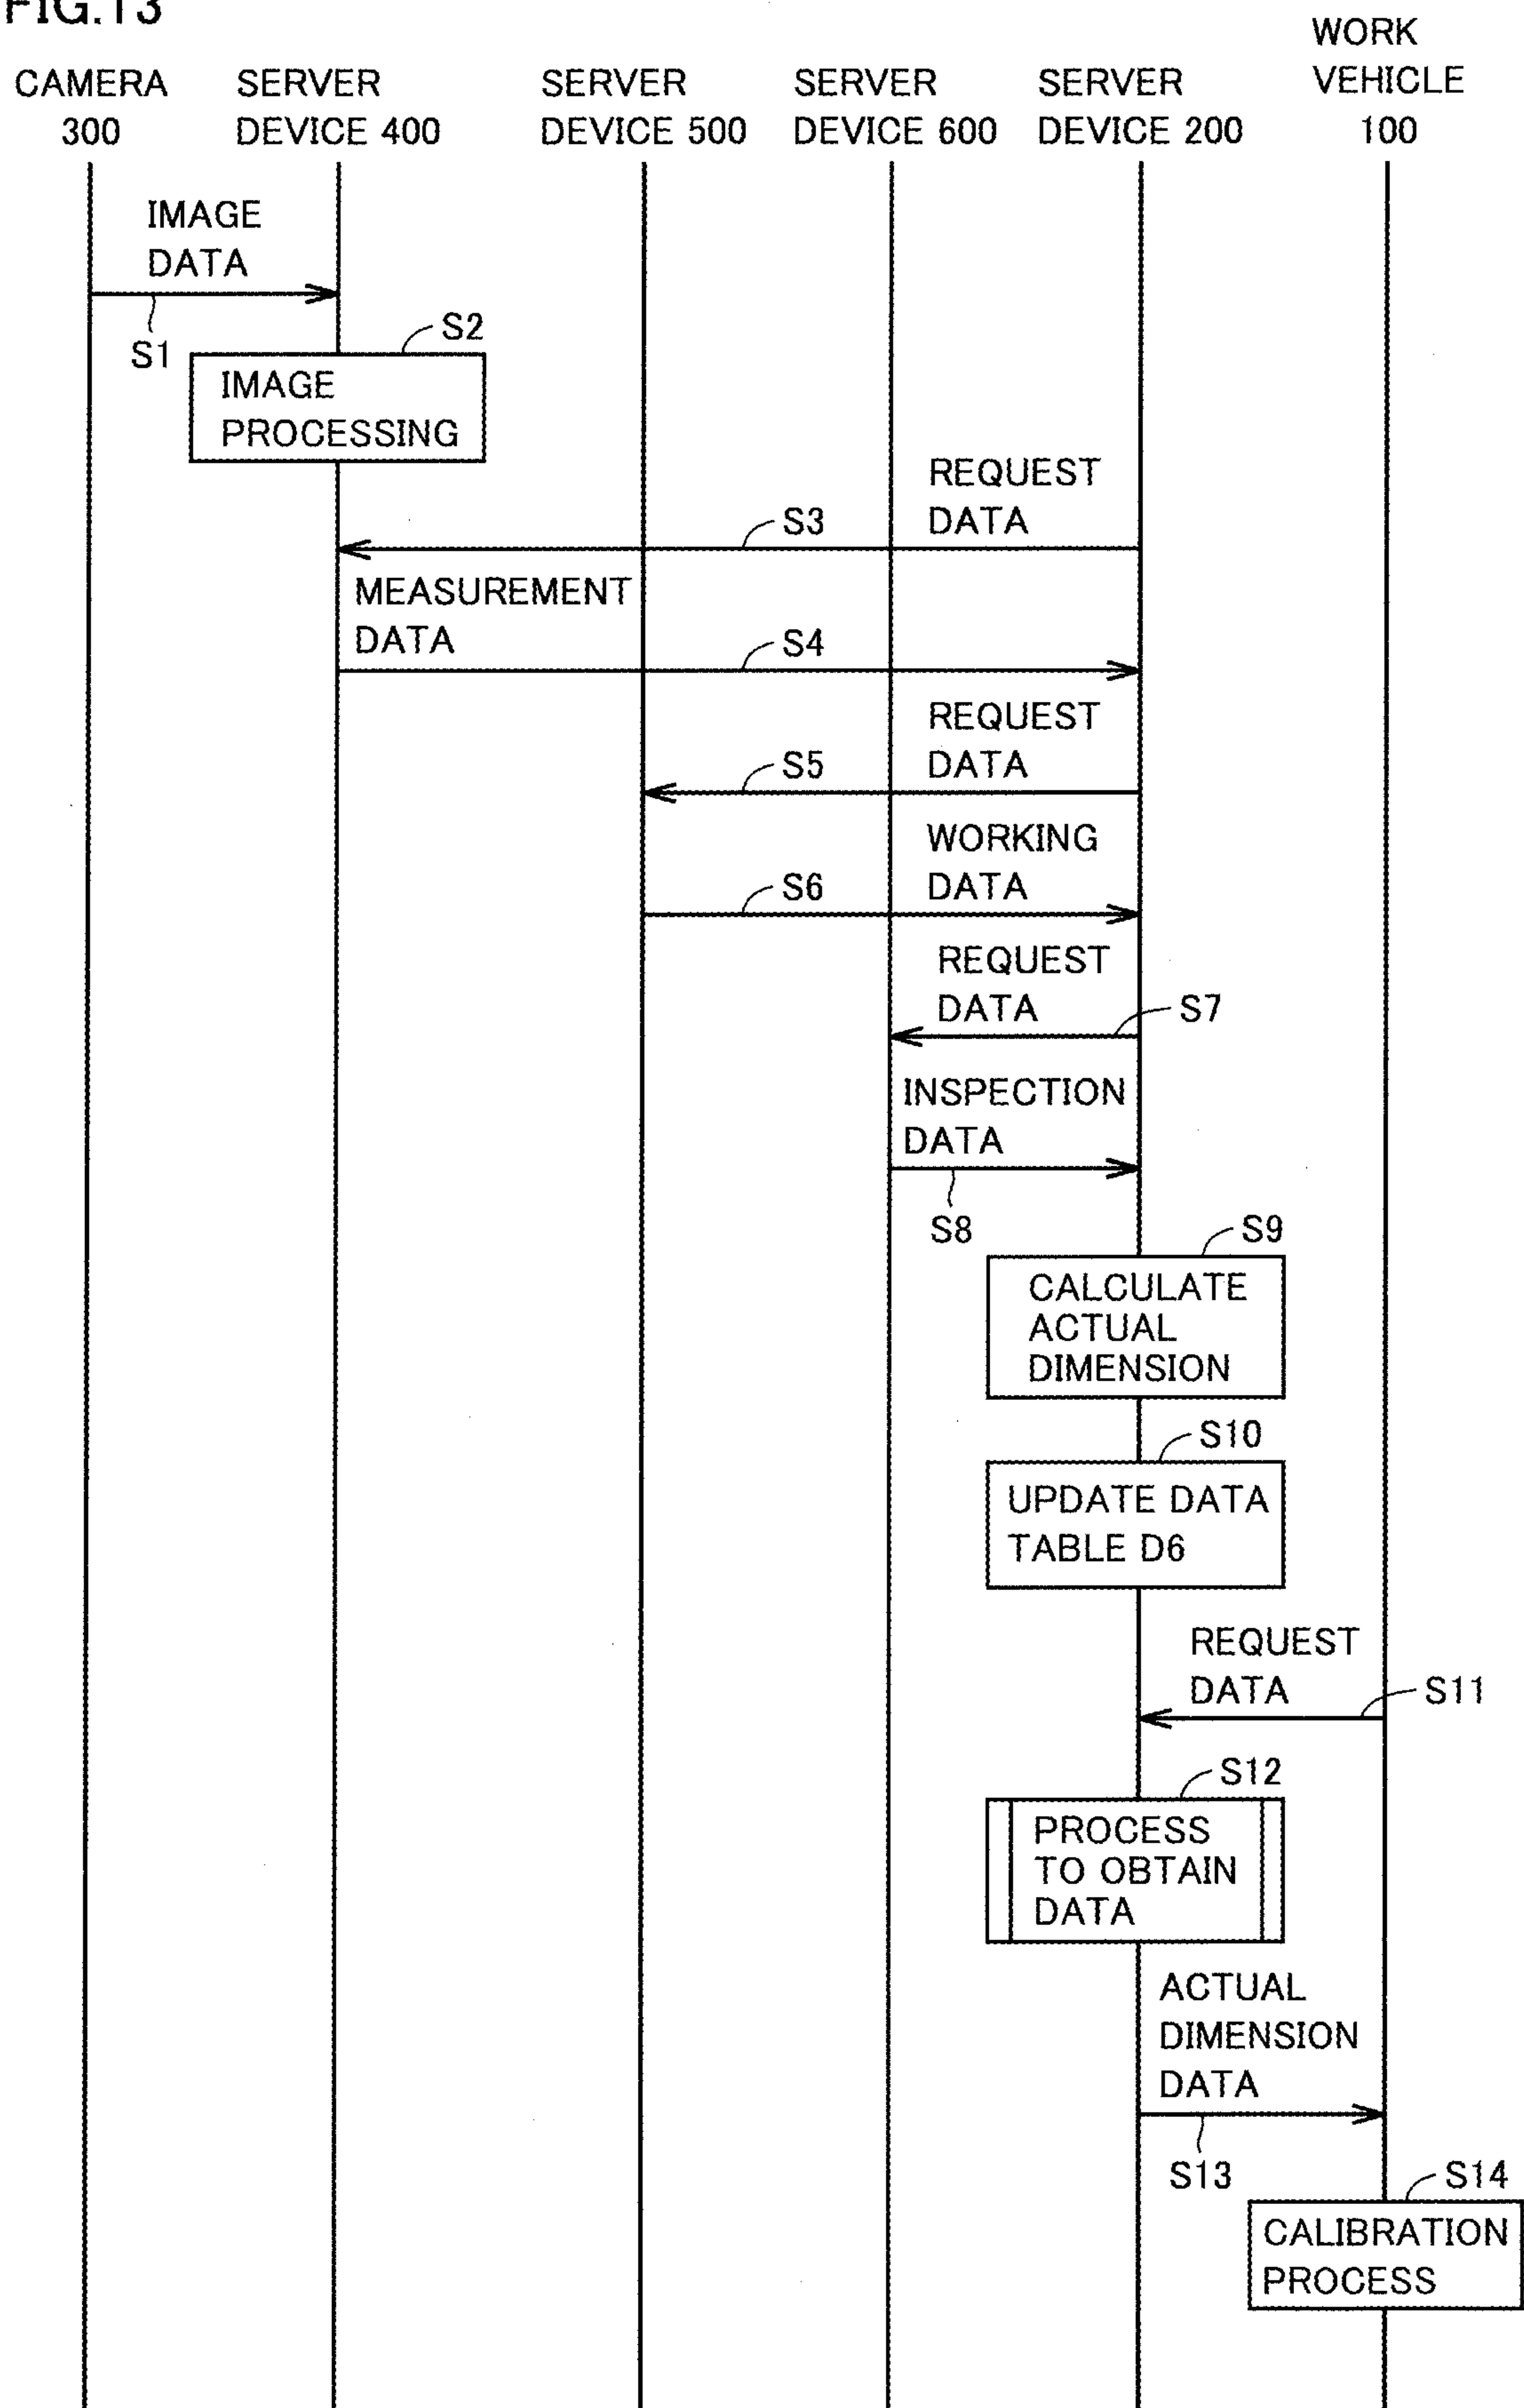 FIG.13
CAMERA
300
SERVER
DEVICE 400
SERVER
DEVICE 500
SERVER
DEVICE 600
SERVER
DEVICE 200
WORK
VEHICLE
100
IMAGE
DATA
S1
S2
IMAGE
PROCESSING
REQUEST
DATA
S3
MEASUREMENT
DATA
S4
REQUEST
DATA
S5
WORKING
DATA
S6
REQUEST
DATA
S7
INSPECTION
DATA
S8
S9
CALCULATE
ACTUAL
DIMENSION
S10
UPDATE DATA
TABLE D6
REQUEST
DATA
S11
S12
PROCESS
TO OBTAIN
DATA
ACTUAL
DIMENSION
DATA
S13
S14
CALIBRATION
PROCESS